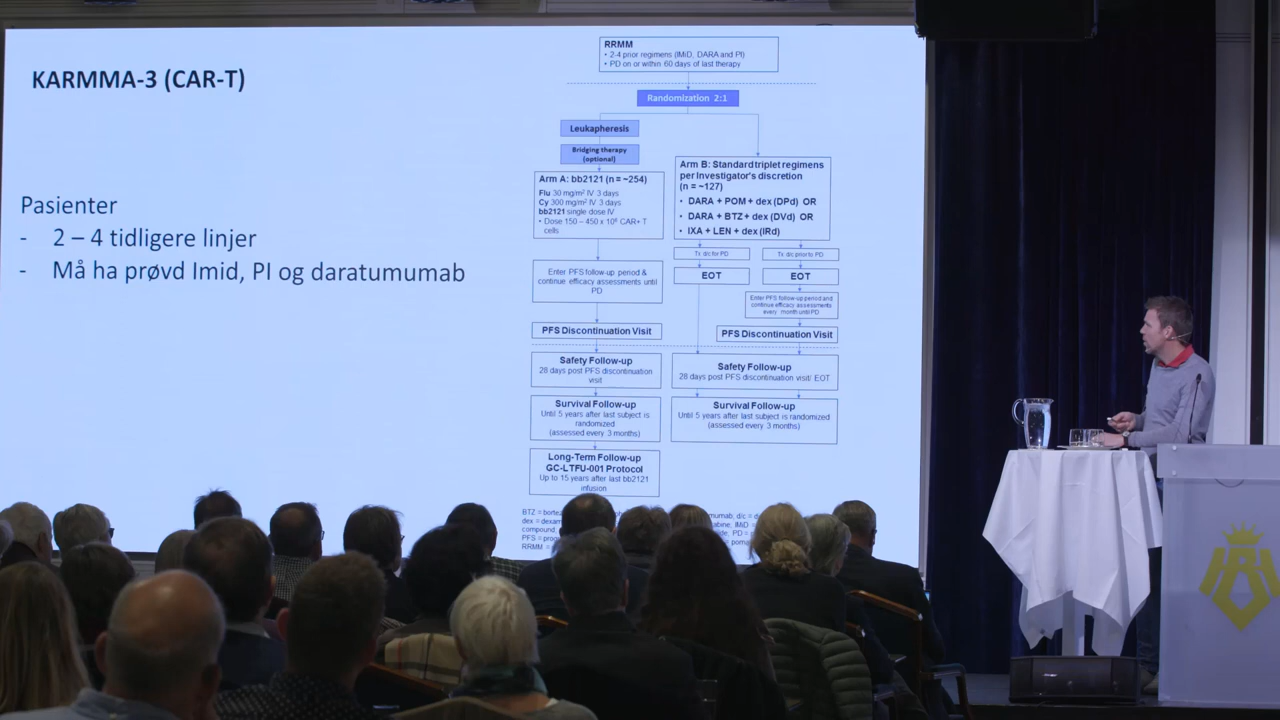 KARMMA-3 (CAR-T)
Pasienter
- 2 – 4 tidligere linjer
- Må ha prøvd Imid, PI og daratumumab
RRMM
• 2-4 prior regimens (IMiD, DARA and PI)
• PD on or within 60 days of last therapy
Randomization 2:1
Leukapheresis
Bridging therapy
(optional)
Arm A: bb2121 (n = ~254)
Flu 30 mg/m² IV 3 days
Cy 300 mg/m² IV 3 days
bb2121 single dose IV
• Dose 150 – 450 x 10⁶ CAR+ T
cells
Enter PFS follow-up period &
continue efficacy assessments until
PD
PFS Discontinuation Visit
Safety Follow-up
28 days post PFS discontinuation
visit
Survival Follow-up
Until 5 years after last subject is
randomized
(assessed every 3 months)
Long-Term Follow-up
GC-LTFU-001 Protocol
Up to 15 years after last bb2121
infusion
Arm B: Standard triplet regimens
per Investigator's discretion
(n = ~127)
• DARA + POM + dex (DPd) OR
• DARA + BTZ + dex (DVd) OR
• IXA + LEN + dex (IRd)
Tx d/c for PD
EOT
Tx d/c prior to PD
EOT
Enter PFS follow-up period and
continue efficacy assessments
every month until PD
PFS Discontinuation Visit
Safety Follow-up
28 days post PFS discontinuation visit/ EOT
Survival Follow-up
Until 5 years after last subject is randomized
(assessed every 3 months)
BTZ =
dex =
compound;
PFS =
RRMM